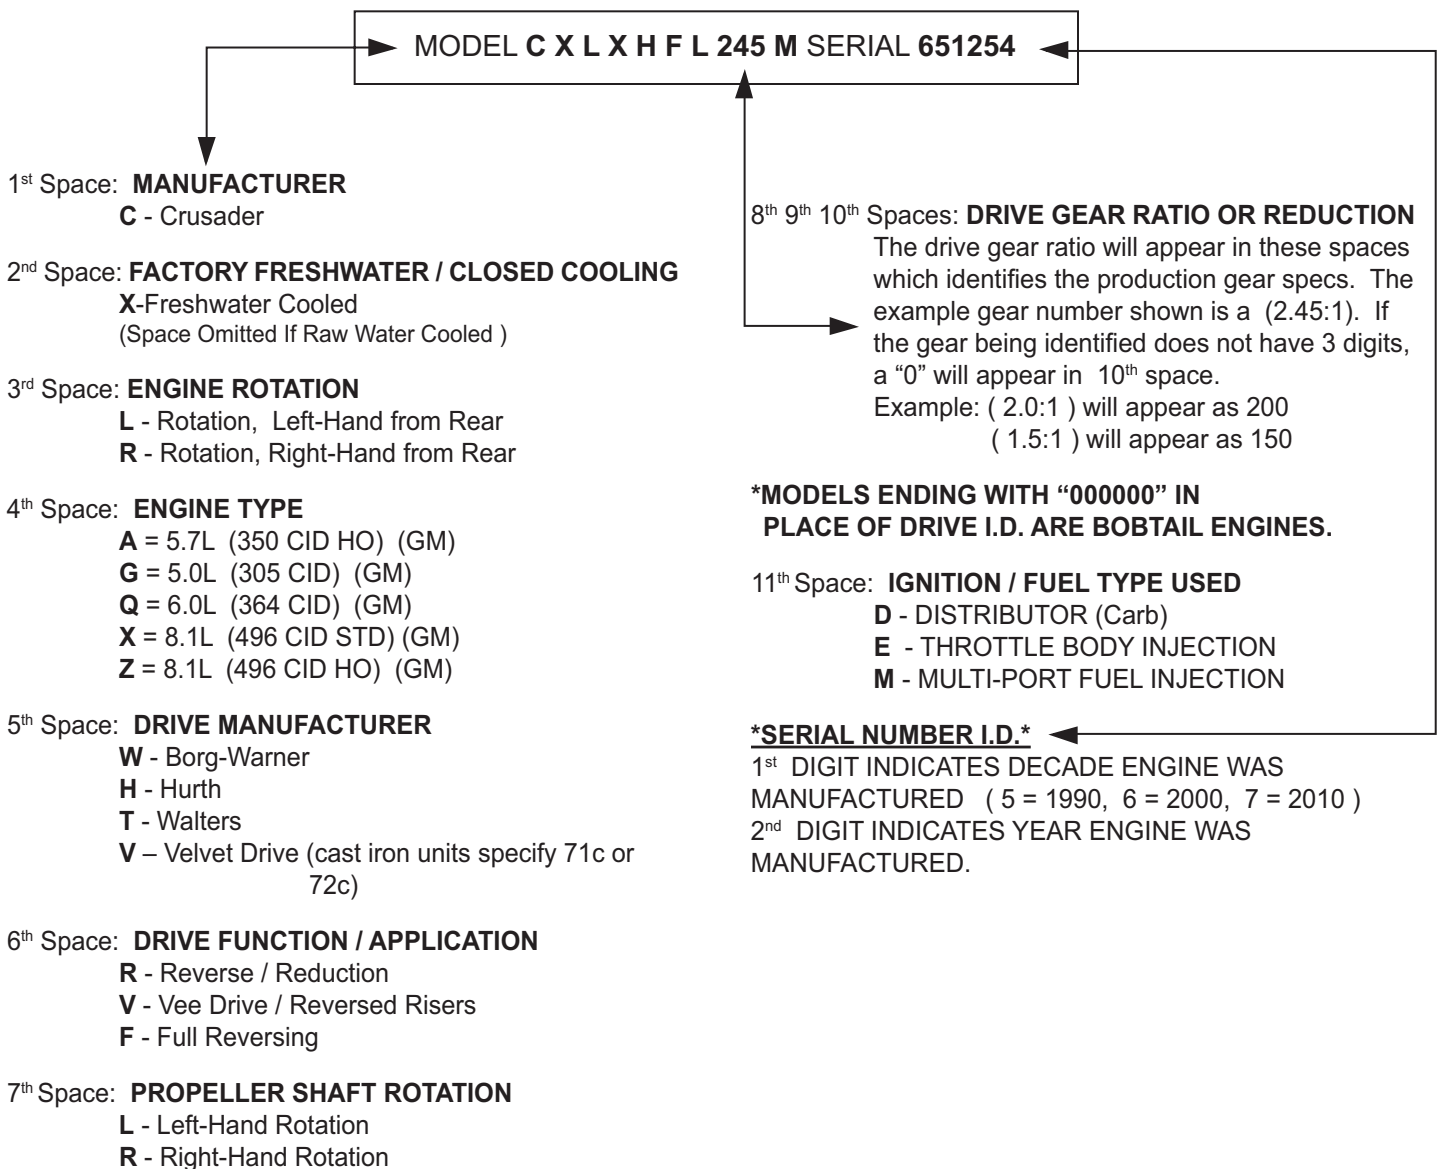 MODEL C X L X H F L 245 M SERIAL 651254
1st Space: MANUFACTURER
C - Crusader
2nd Space: FACTORY FRESHWATER / CLOSED COOLING
X-Freshwater Cooled
(Space Omitted If Raw Water Cooled )
3rd Space: ENGINE ROTATION
L - Rotation, Left-Hand from Rear
R - Rotation, Right-Hand from Rear
4th Space: ENGINE TYPE
A = 5.7L (350 CID HO) (GM)
G = 5.0L (305 CID) (GM)
Q = 6.0L (364 CID) (GM)
X = 8.1L (496 CID STD) (GM)
Z = 8.1L (496 CID HO) (GM)
5th Space: DRIVE MANUFACTURER
W - Borg-Warner
H - Hurth
T - Walters
V – Velvet Drive (cast iron units specify 71c or
72c)
6th Space: DRIVE FUNCTION / APPLICATION
R - Reverse / Reduction
V - Vee Drive / Reversed Risers
F - Full Reversing
7th Space: PROPELLER SHAFT ROTATION
L - Left-Hand Rotation
R - Right-Hand Rotation
8th 9th 10th Spaces: DRIVE GEAR RATIO OR REDUCTION
The drive gear ratio will appear in these spaces
which identifies the production gear specs. The
example gear number shown is a (2.45:1). If
the gear being identified does not have 3 digits,
a “0” will appear in 10th space.
Example: ( 2.0:1 ) will appear as 200
( 1.5:1 ) will appear as 150
*MODELS ENDING WITH “000000” IN
PLACE OF DRIVE I.D. ARE BOBTAIL ENGINES.
11th Space: IGNITION / FUEL TYPE USED
D - DISTRIBUTOR (Carb)
E - THROTTLE BODY INJECTION
M - MULTI-PORT FUEL INJECTION
*SERIAL NUMBER I.D.*
1st DIGIT INDICATES DECADE ENGINE WAS
MANUFACTURED ( 5 = 1990, 6 = 2000, 7 = 2010 )
2nd DIGIT INDICATES YEAR ENGINE WAS
MANUFACTURED.